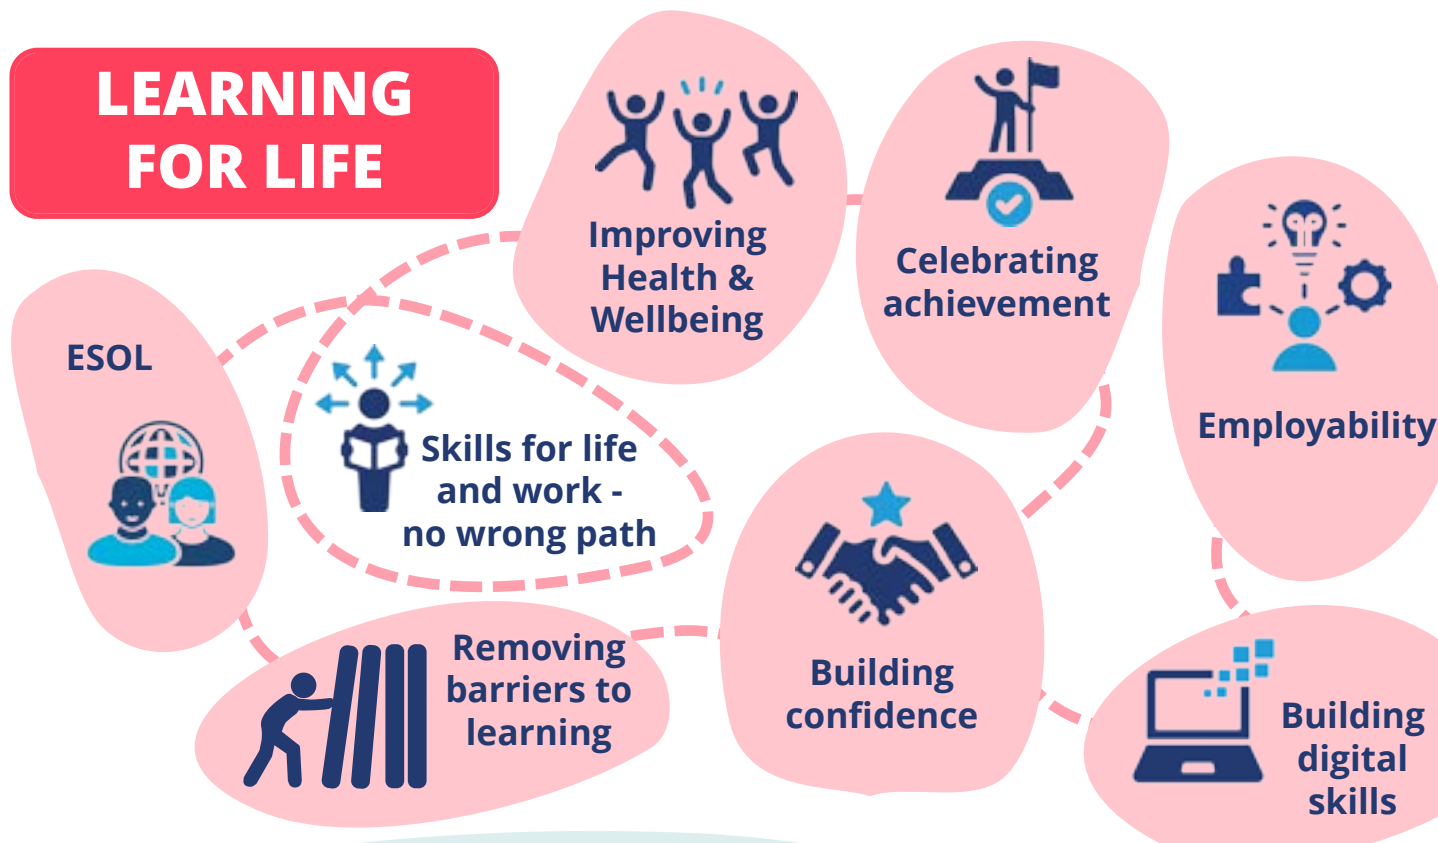 LEARNING
FOR LIFE
Improving
Health &
Wellbeing
Celebrating
achievement
Employability
ESOL
Skills for life
and work -
no wrong path
Removing
barriers to
learning
Building
confidence
Building
digital
skills